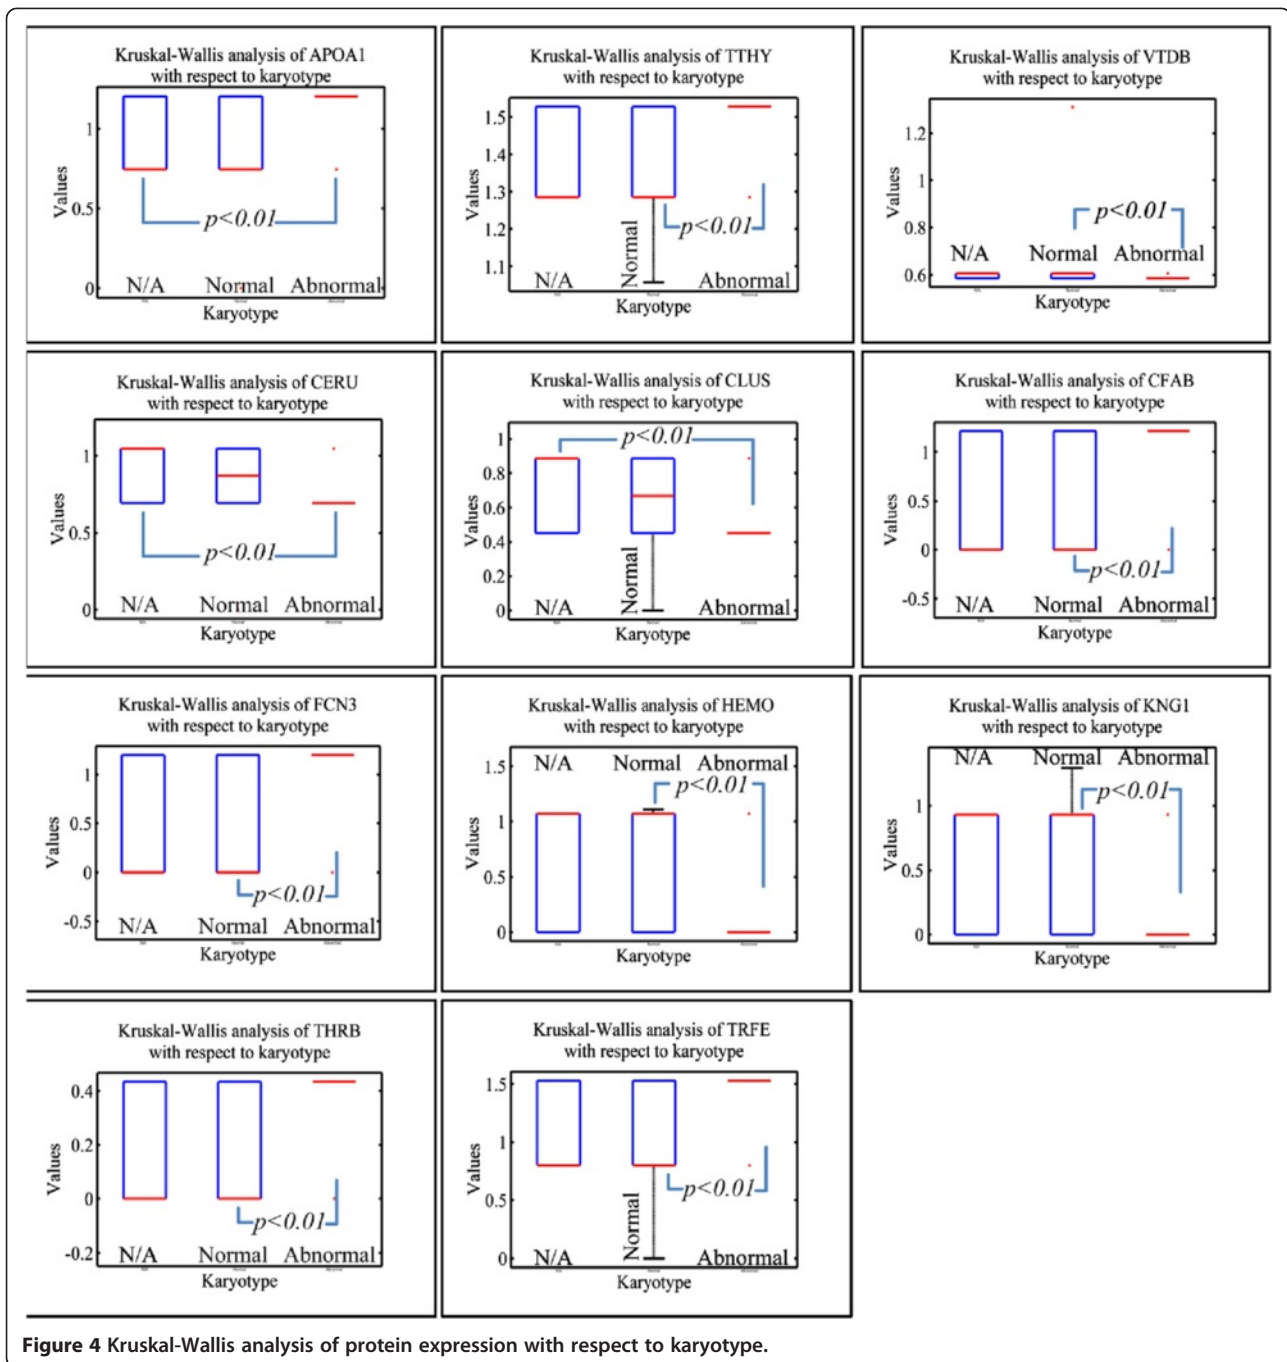 Kruskal-Wallis analysis of APOA1
with respect to karyotype
Values
1
0.5
0
p<0.01
N/A Normal Abnormal
Karyotype
Kruskal-Wallis analysis of TTHY
with respect to karyotype
Values
1.5
1.4
1.3
1.2
1.1
p<0.01
N/A Normal Abnormal
Karyotype
Kruskal-Wallis analysis of VTDB
with respect to karyotype
Values
1.2
1
0.8
0.6
p<0.01
N/A Normal Abnormal
Karyotype
Kruskal-Wallis analysis of CERU
with respect to karyotype
Values
1
0.5
0
p<0.01
N/A Normal Abnormal
Karyotype
Kruskal-Wallis analysis of CLUS
with respect to karyotype
Values
1
0.8
0.6
0.4
0.2
0
p<0.01
N/A Normal Abnormal
Karyotype
Kruskal-Wallis analysis of CFAB
with respect to karyotype
Values
1
0.5
0
-0.5
p<0.01
N/A Normal Abnormal
Karyotype
Kruskal-Wallis analysis of FCN3
with respect to karyotype
Values
1
0.5
0
-0.5
p<0.01
N/A Normal Abnormal
Karyotype
Kruskal-Wallis analysis of HEMO
with respect to karyotype
N/A Normal Abnormal
Values
1.5
1
0.5
0
p<0.01
Karyotype
Kruskal-Wallis analysis of KNG1
with respect to karyotype
N/A Normal Abnormal
Values
1
0.5
0
p<0.01
Karyotype
Kruskal-Wallis analysis of THRB
with respect to karyotype
Values
0.4
0.2
0
-0.2
p<0.01
N/A Normal Abnormal
Karyotype
Kruskal-Wallis analysis of TRFE
with respect to karyotype
Values
1.5
1
0.5
0
p<0.01
N/A Normal Abnormal
Karyotype
Figure 4 Kruskal-Wallis analysis of protein expression with respect to karyotype.